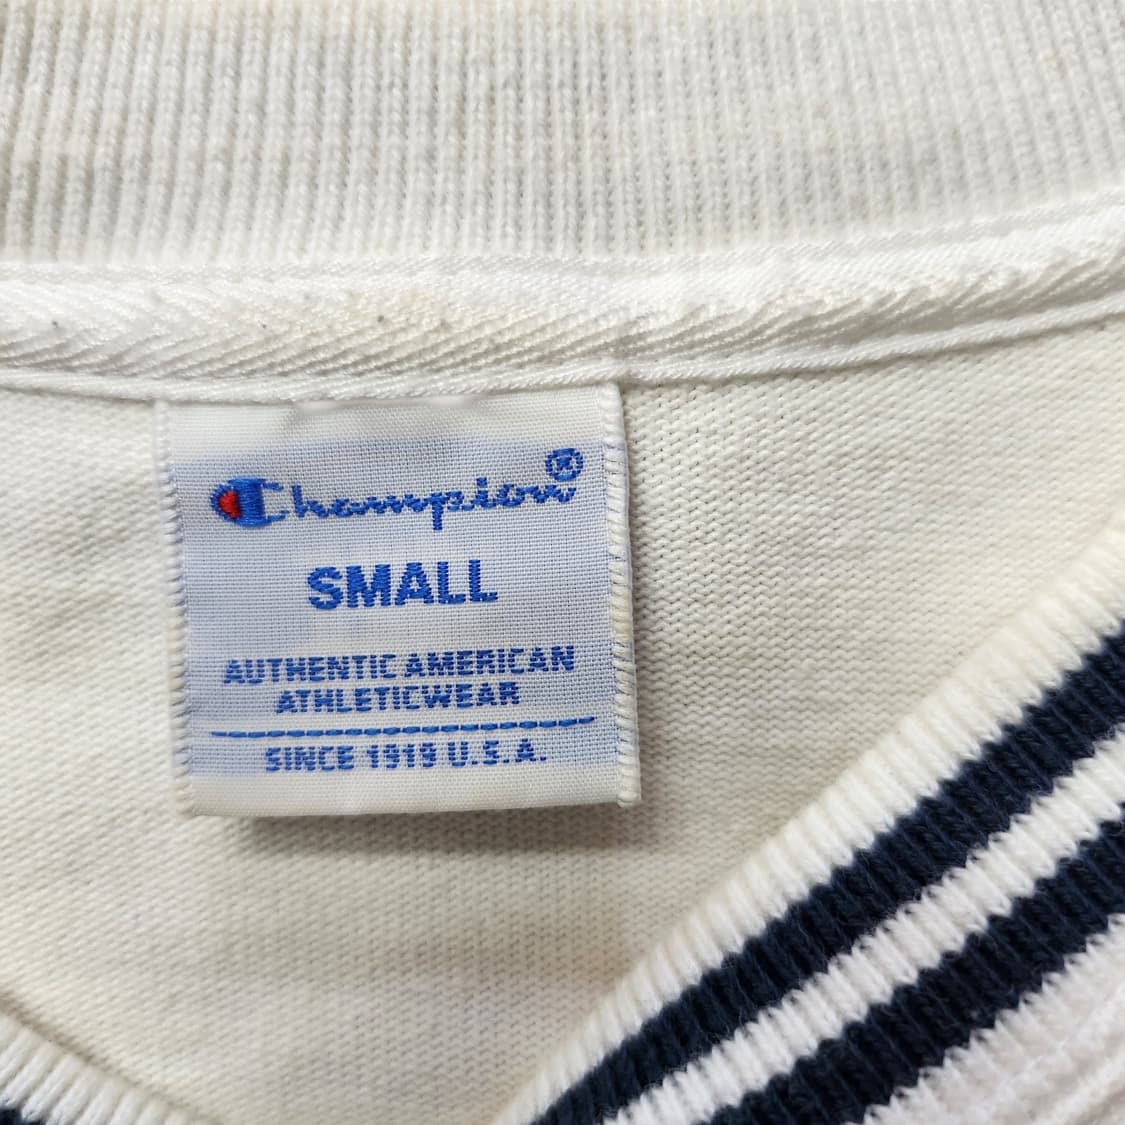 Champion®
SMALL
AUTHENTIC AMERICAN
ATHLETICWEAR
SINCE 1919 U.S.A.